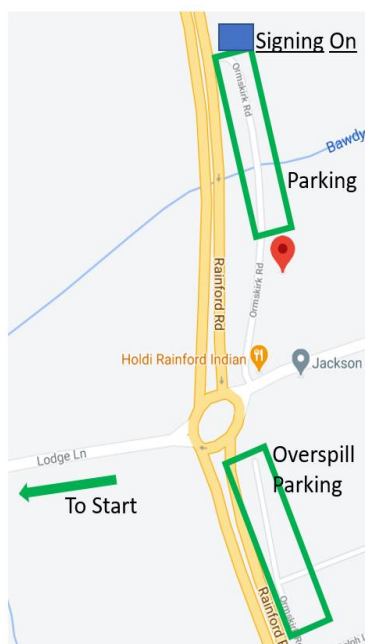 Signing On
Ormskirk Rd
Bawdy
Parking
Rainford Rd
Ormskirk Rd
Holdi Rainford Indian
Jackson
Lodge Ln
Overspill
Parking
To Start
Rainford R
Ormskirk Rd